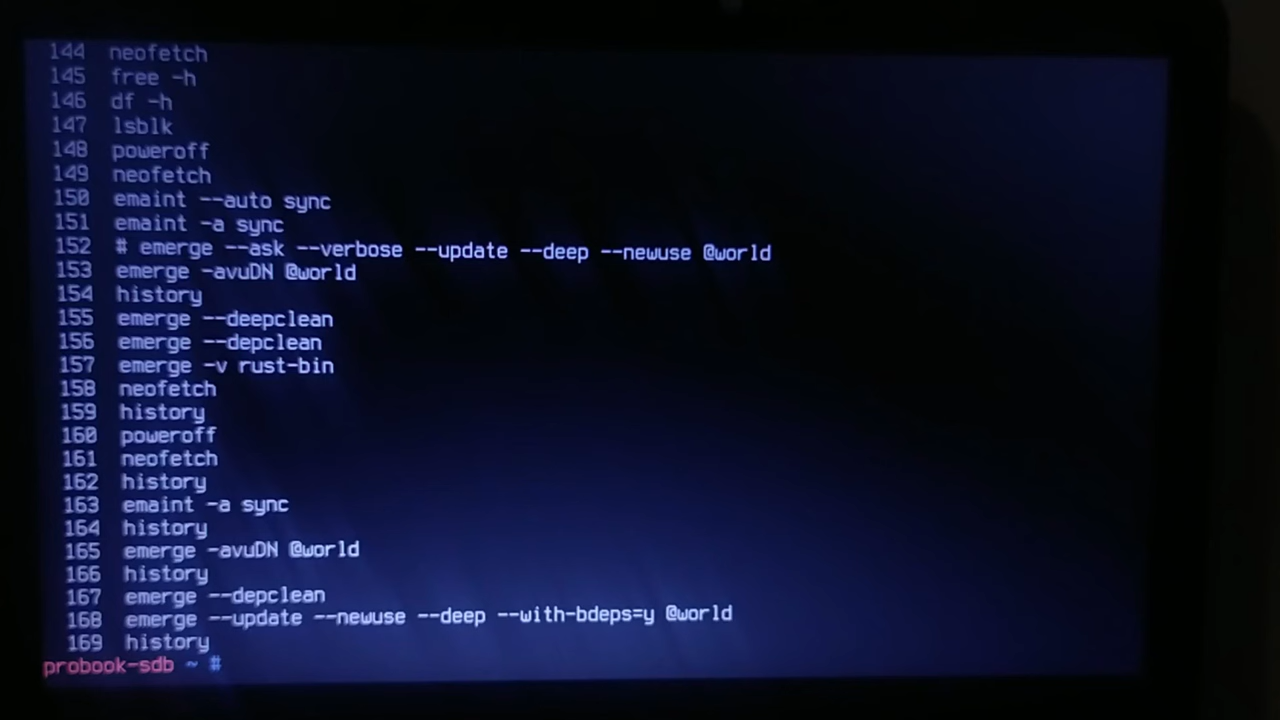 144 neofetch
145 free -h
146 df -h
147 lsblk
148 poweroff
149 neofetch
150 emaint --auto sync
151 emaint -a sync
152 # emerge --ask --verbose --update --deep --newuse @world
153 emerge -avuDN @world
154 history
155 emerge --deepclean
156 emerge --depclean
157 emerge -v rust-bin
158 neofetch
159 history
160 poweroff
161 neofetch
162 history
163 emaint -a sync
164 history
165 emerge -avuDN @world
166 history
167 emerge --depclean
168 emerge --update --newuse --deep --with-bdeps=y @world
169 history
probook-sdb ~ #